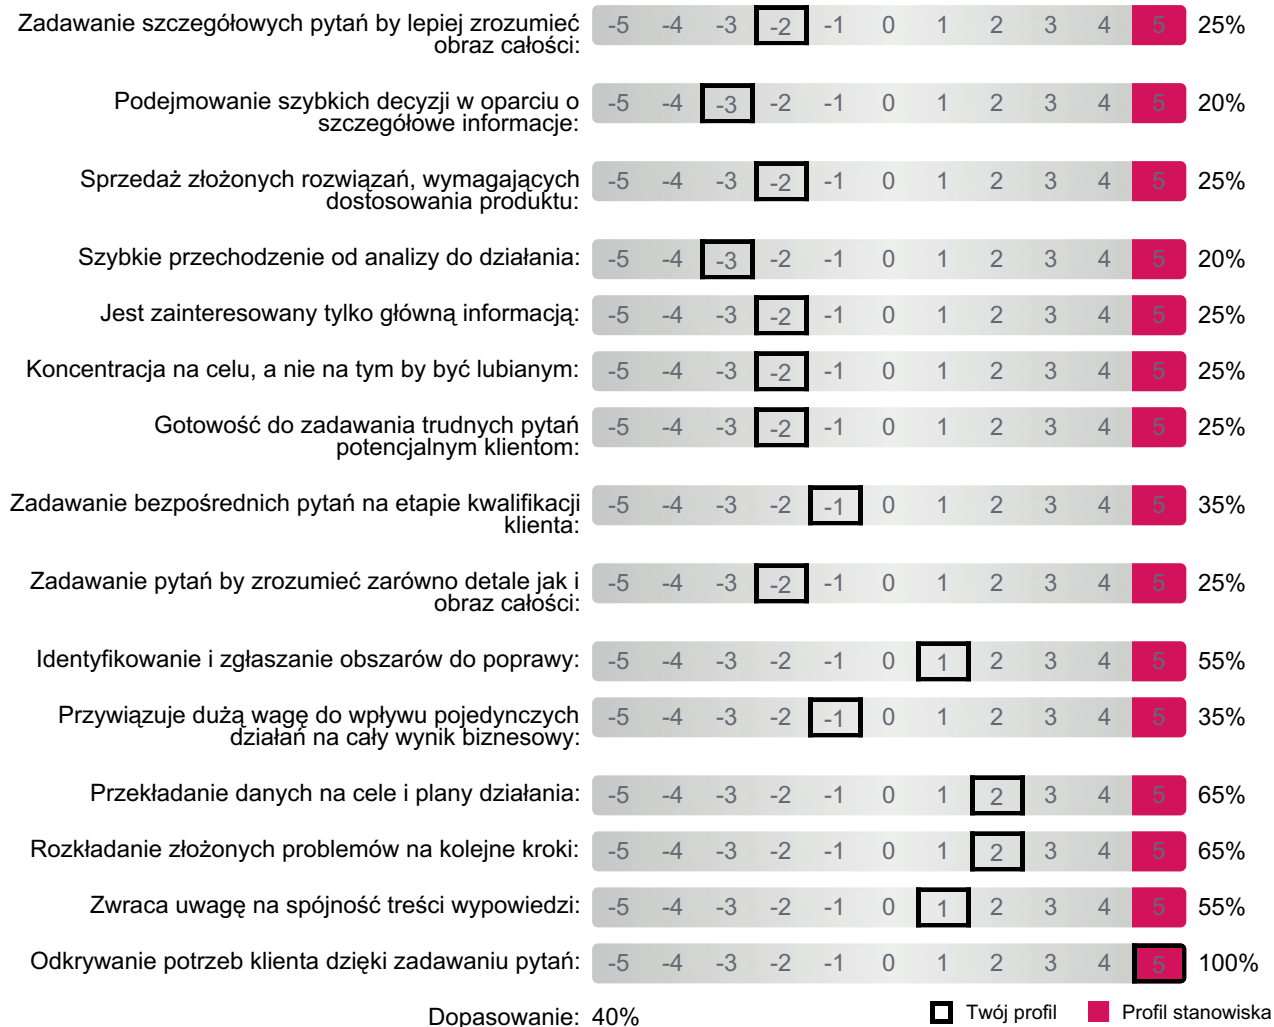 Zadawanie szczegółowych pytań by lepiej zrozumieć
obraz całości:
-5 -4 -3 -2 -1 0 1 2 3 4 5 25%
Podejmowanie szybkich decyzji w oparciu o
szczegółowe informacje:
-5 -4 -3 -2 -1 0 1 2 3 4 5 20%
Sprzedaż złożonych rozwiązań, wymagających
dostosowania produktu:
-5 -4 -3 -2 -1 0 1 2 3 4 5 25%
Szybkie przechodzenie od analizy do działania: -5 -4 -3 -2 -1 0 1 2 3 4 5 20%
Jest zainteresowany tylko główną informacją: -5 -4 -3 -2 -1 0 1 2 3 4 5 25%
Koncentracja na celu, a nie na tym by być lubianym: -5 -4 -3 -2 -1 0 1 2 3 4 5 25%
Gotowość do zadawania trudnych pytań
potencjalnym klientom:
-5 -4 -3 -2 -1 0 1 2 3 4 5 25%
Zadawanie bezpośrednich pytań na etapie kwalifikacji
klienta:
-5 -4 -3 -2 -1 0 1 2 3 4 5 35%
Zadawanie pytań by zrozumieć zarówno detale jak i
obraz całości:
-5 -4 -3 -2 -1 0 1 2 3 4 5 25%
Identyfikowanie i zgłaszanie obszarów do poprawy: -5 -4 -3 -2 -1 0 1 2 3 4 5 55%
Przywiązuje dużą wagę do wpływu pojedynczych
działań na cały wynik biznesowy:
-5 -4 -3 -2 -1 0 1 2 3 4 5 35%
Przekładanie danych na cele i plany działania: -5 -4 -3 -2 -1 0 1 2 3 4 5 65%
Rozkładanie złożonych problemów na kolejne kroki: -5 -4 -3 -2 -1 0 1 2 3 4 5 65%
Zwraca uwagę na spójność treści wypowiedzi: -5 -4 -3 -2 -1 0 1 2 3 4 5 55%
Odkrywanie potrzeb klienta dzięki zadawaniu pytań: -5 -4 -3 -2 -1 0 1 2 3 4 5 100%
Dopasowanie: 40% Twój profil Profil stanowiska